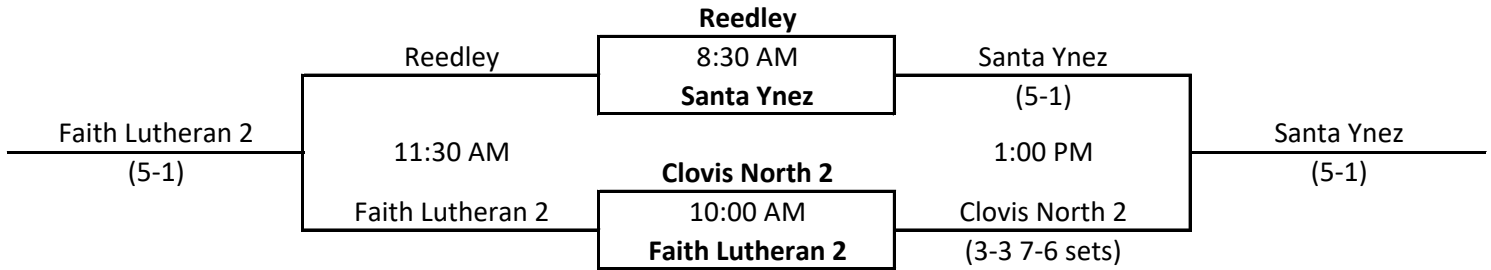 Reedley
Reedley 8:30 AM Santa Ynez
Santa Ynez (5-1)
Faith Lutheran 2 Santa Ynez
11:30 AM 1:00 PM
(5-1) Clovis North 2 (5-1)
Faith Lutheran 2 10:00 AM Clovis North 2
Faith Lutheran 2 (3-3 7-6 sets)